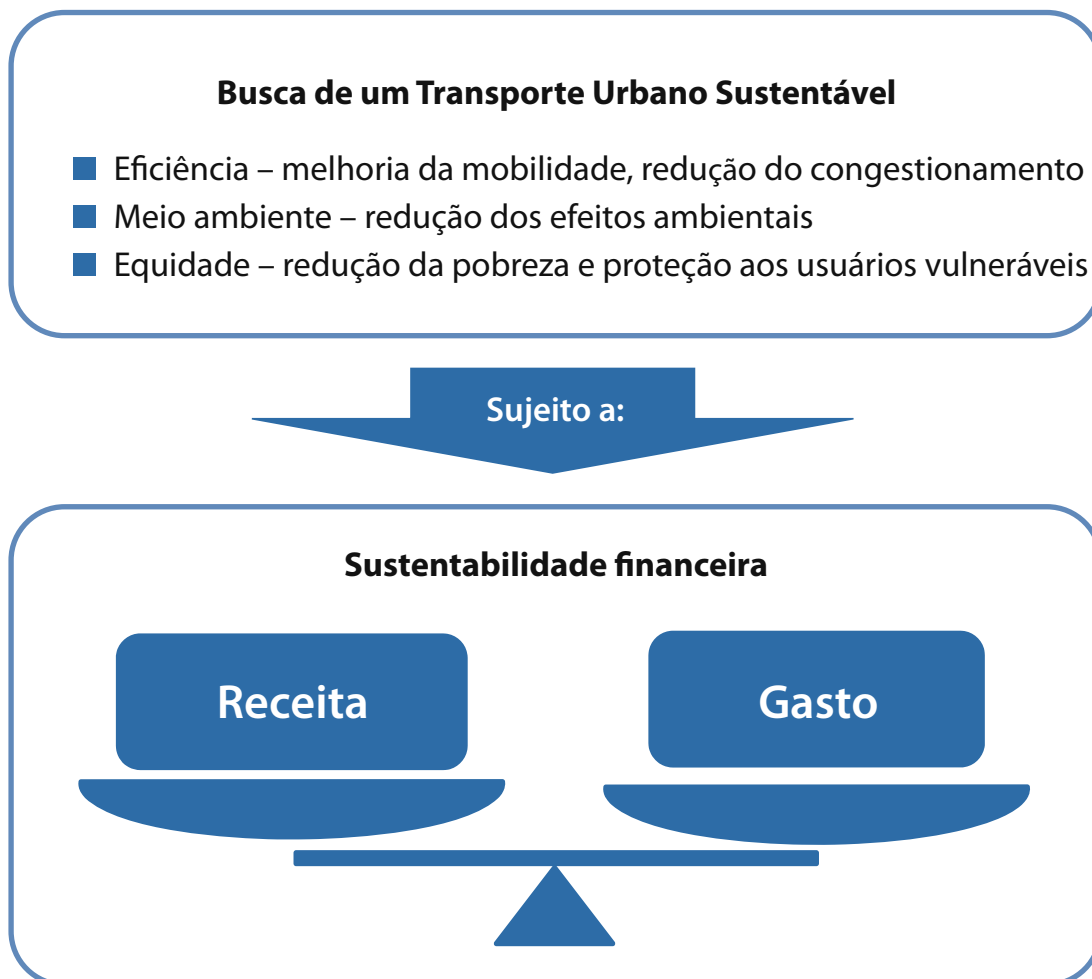 Busca de um Transporte Urbano Sustentável
Eficiência – melhoria da mobilidade, redução do congestionamento
Meio ambiente – redução dos efeitos ambientais
Equidade – redução da pobreza e proteção aos usuários vulneráveis
Sujeito a:
Sustentabilidade financeira
Receita
Gasto